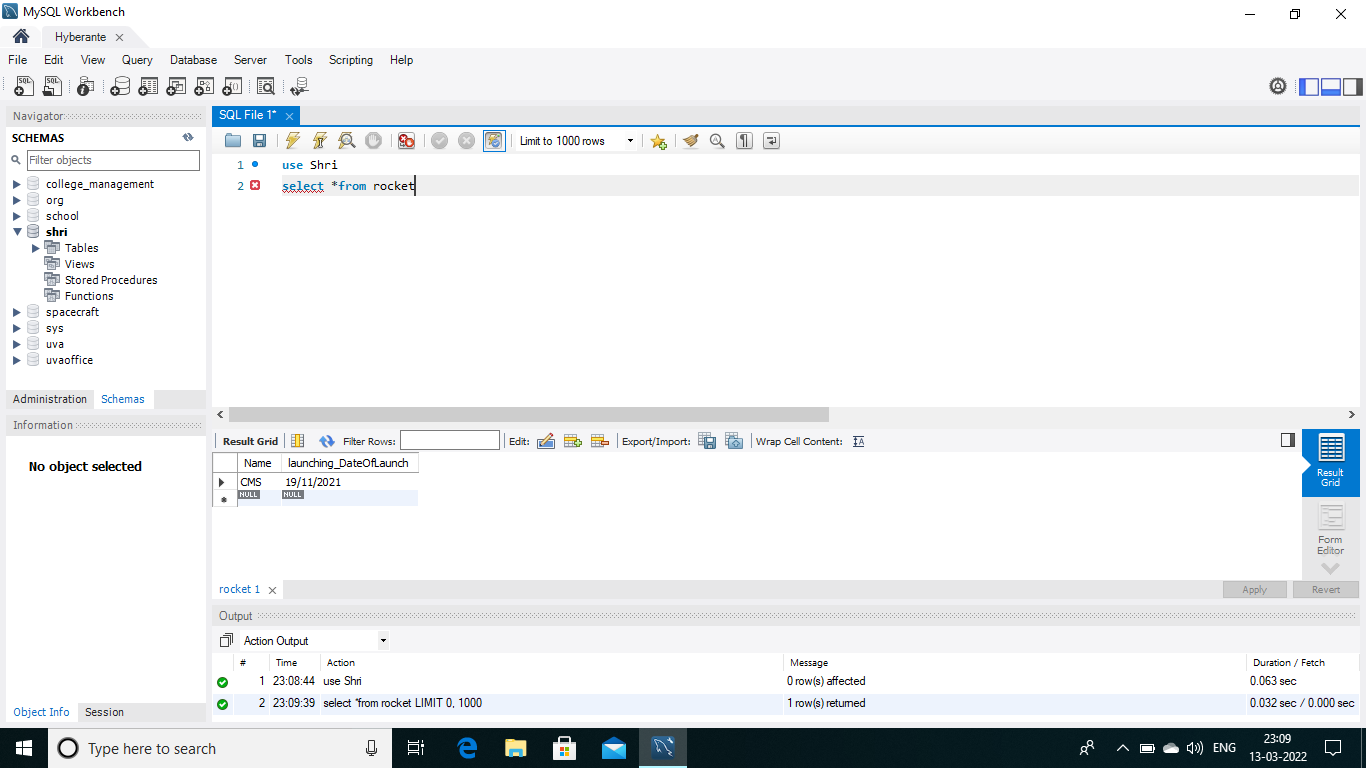 MySQL Workbench
Hyberante
File Edit View Query Database Server Tools Scripting Help
Navigator
SCHEMAS
Filter objects
college_management
org
school
shri
Tables
Views
Stored Procedures
Functions
spacecraft
sys
uva
uvaoffice
Administration Schemas
Information
No object selected
Object Info Session
SQL File 1*
Limit to 1000 rows
1 use Shri
2 select *from rocket
Result Grid Filter Rows: Edit: Export/Import: Wrap Cell Content:
Name launching_DateOfLaunch
CMS 19/11/2021
NULL NULL
Result Grid
Form Editor
rocket 1
Apply Revert
Output
Action Output
# Time Action Message Duration / Fetch
1 23:08:44 use Shri 0 row(s) affected 0.063 sec
2 23:09:39 select *from rocket LIMIT 0, 1000 1 row(s) returned 0.032 sec / 0.000 sec
Type here to search
ENG
23:09
13-03-2022